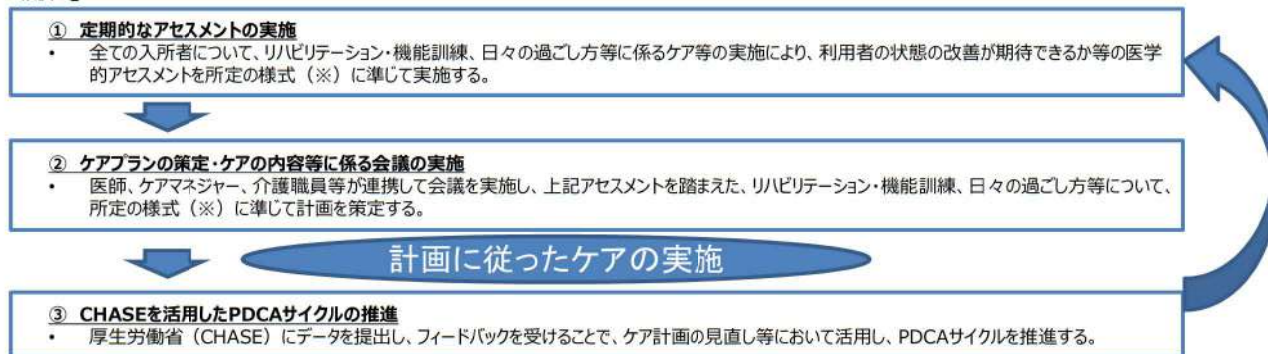 ① 定期的なアセスメントの実施
• 全ての入所者について、リハビリテーション・機能訓練、日々の過ごし方等に係るケア等の実施により、利用者の状態の改善が期待できるか等の医学
的アセスメントを所定の様式（※）に準じて実施する。
② ケアプランの策定・ケアの内容等に係る会議の実施
• 医師、ケアマネジャー、介護職員等が連携して会議を実施し、上記アセスメントを踏まえた、リハビリテーション・機能訓練、日々の過ごし方等について、
所定の様式（※）に準じて計画を策定する。
計画に従ったケアの実施
③ CHASEを活用したPDCAサイクルの推進
• 厚生労働省（CHASE）にデータを提出し、フィードバックを受けることで、ケア計画の見直し等において活用し、PDCAサイクルを推進する。